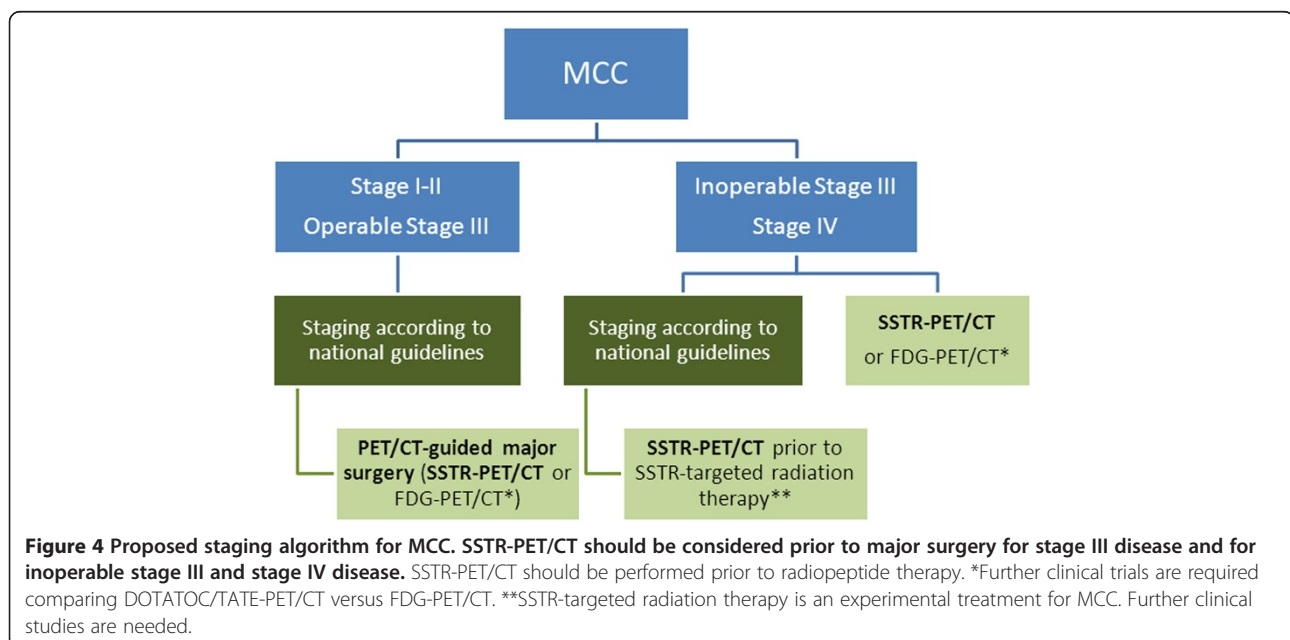 MCC
Stage I-II
Operable Stage III
Inoperable Stage III
Stage IV
Staging according to
national guidelines
Staging according to
national guidelines
SSTR-PET/CT
or FDG-PET/CT*
PET/CT-guided major
surgery (SSTR-PET/CT or
FDG-PET/CT*)
SSTR-PET/CT prior to
SSTR-targeted radiation
therapy**
Figure 4 Proposed staging algorithm for MCC. SSTR-PET/CT should be considered prior to major surgery for stage III disease and for
inoperable stage III and stage IV disease. SSTR-PET/CT should be performed prior to radiopeptide therapy. *Further clinical trials are required
comparing DOTATOC/TATE-PET/CT versus FDG-PET/CT. **SSTR-targeted radiation therapy is an experimental treatment for MCC. Further clinical
studies are needed.